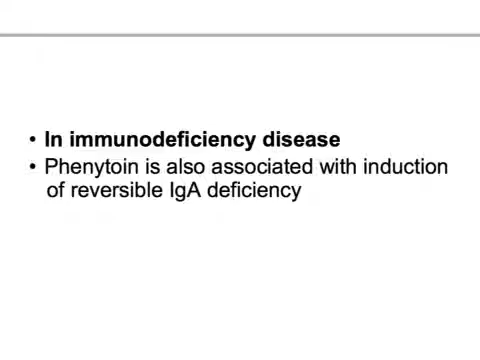 • In immunodeficiency disease
• Phenytoin is also associated with induction
of reversible IgA deficiency